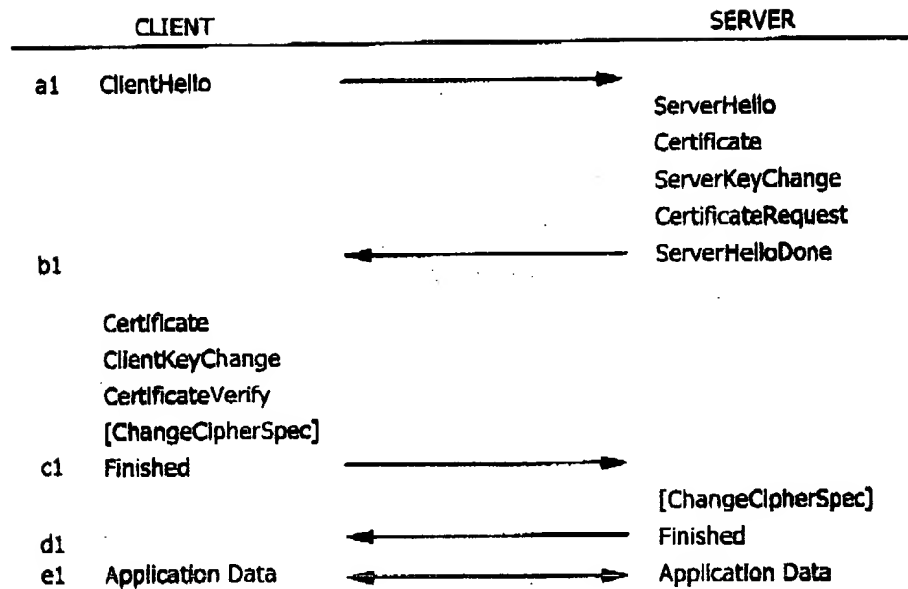 CLIENT SERVER
a1 ClientHello
ServerHello
Certificate
ServerKeyChange
CertificateRequest
b1 ServerHelloDone
Certificate
ClientKeyChange
CertificateVerify
[ChangeCipherSpec]
c1 Finished
[ChangeCipherSpec]
d1 Finished
e1 Application Data Application Data